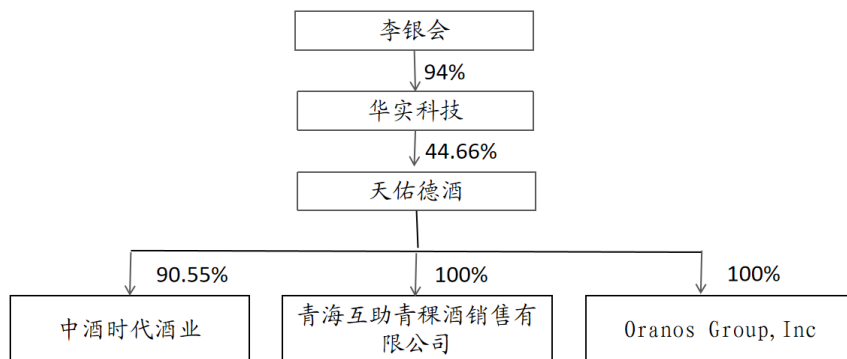 李银会
94%
华实科技
44.66%
天佑德酒
90.55%
100%
100%
中酒时代酒业
青海互助青稞酒销售有
限公司
Oranos Group,Inc